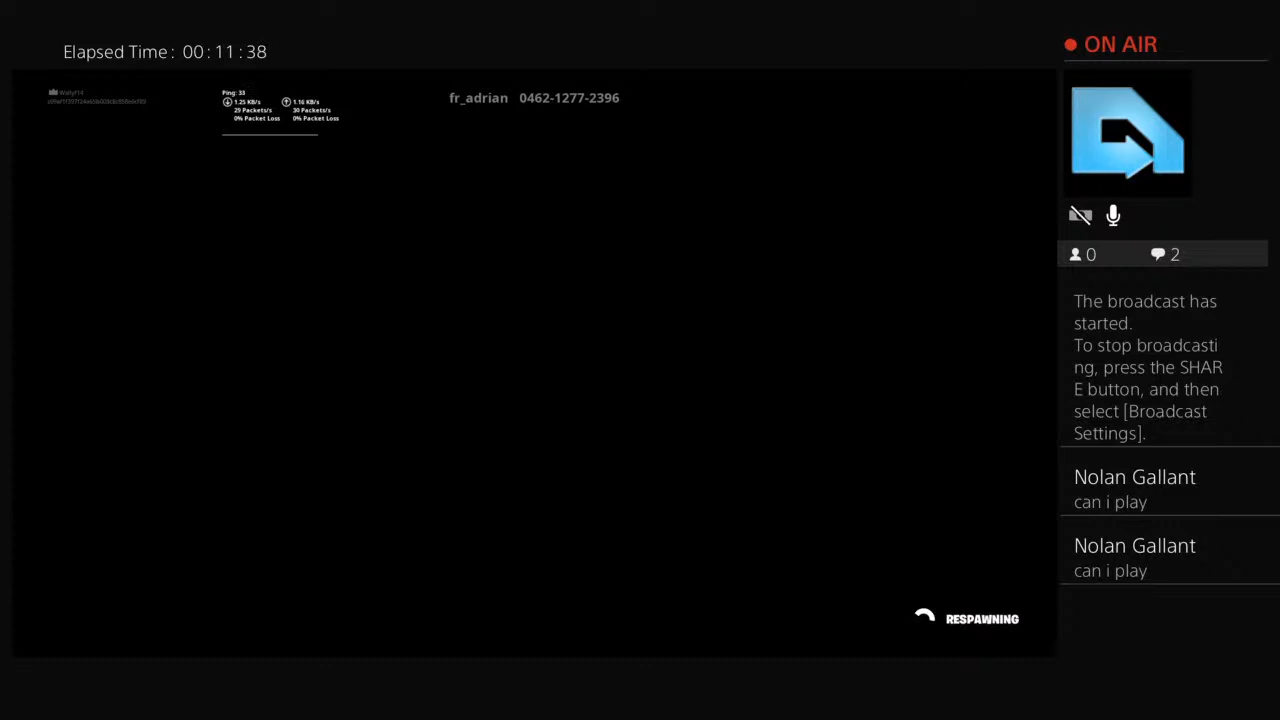 Elapsed Time: 00:11:38
ON AIR
Ping: 33
1.25 KB/s 1.16 KB/s
29 Packets/s 30 Packets/s
0% Packet Loss 0% Packet Loss
fr_adrian 0462-1277-2396
0 2
The broadcast has
started.
To stop broadcasti
ng, press the SHAR
E button, and then
select [Broadcast
Settings].
Nolan Gallant
can i play
Nolan Gallant
can i play
RESPAWNING